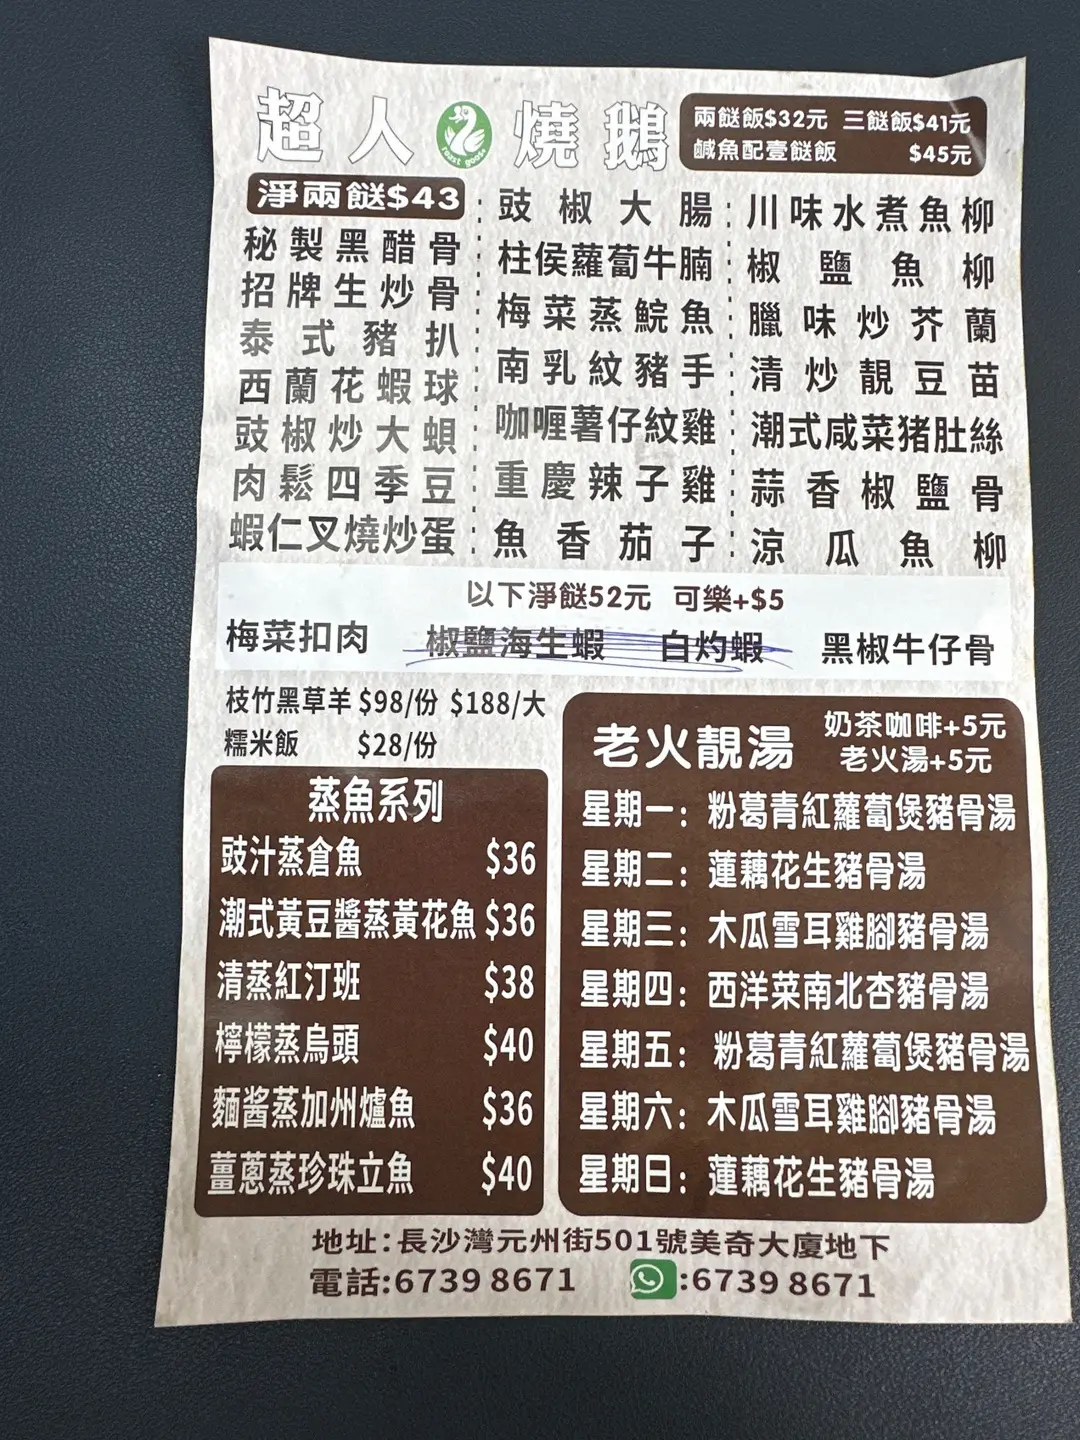 超人燒鵝
roast goose
兩餸飯$32元 三餸飯$41元
鹹魚配壹餸飯 $45元
淨兩餸$43
秘製黑醋骨
招牌生炒骨
泰式豬扒
西蘭花蝦球
豉椒炒大蜆
肉鬆四季豆
蝦仁叉燒炒蛋
豉椒大腸
柱侯蘿蔔牛腩
梅菜蒸鯇魚
南乳紋豬手
咖喱薯仔紋雞
重慶辣子雞
魚香茄子
川味水煮魚柳
椒鹽魚柳
臘味炒芥蘭
清炒靚豆苗
潮式咸菜猪肚絲
蒜香椒鹽骨
涼瓜魚柳
以下淨餸52元 可樂+$5
梅菜扣肉 椒鹽海生蝦 白灼蝦 黑椒牛仔骨
枝竹黑草羊 $98/份 $188/大
糯米飯 $28/份
蒸魚系列
豉汁蒸倉魚 $36
潮式黃豆醬蒸黃花魚 $36
清蒸紅汀班 $38
檸檬蒸烏頭 $40
麵酱蒸加州爐魚 $36
薑蔥蒸珍珠立魚 $40
老火靚湯
奶茶咖啡+5元
老火湯+5元
星期一：粉葛青紅蘿蔔煲豬骨湯
星期二：蓮藕花生豬骨湯
星期三：木瓜雪耳雞腳豬骨湯
星期四：西洋菜南北杏豬骨湯
星期五：粉葛青紅蘿蔔煲豬骨湯
星期六：木瓜雪耳雞腳豬骨湯
星期日：蓮藕花生豬骨湯
地址:長沙灣元州街501號美奇大廈地下
電話:6739 8671 :6739 8671